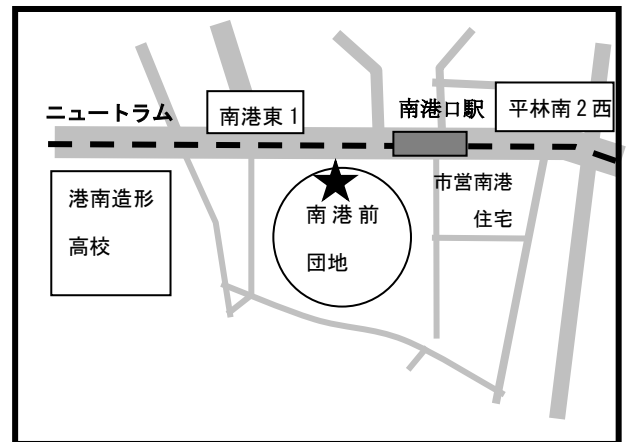 ニュートラム
南港東1
南港口駅
平林南2西
港南造形
高校
南港前
団地
市営南港
住宅